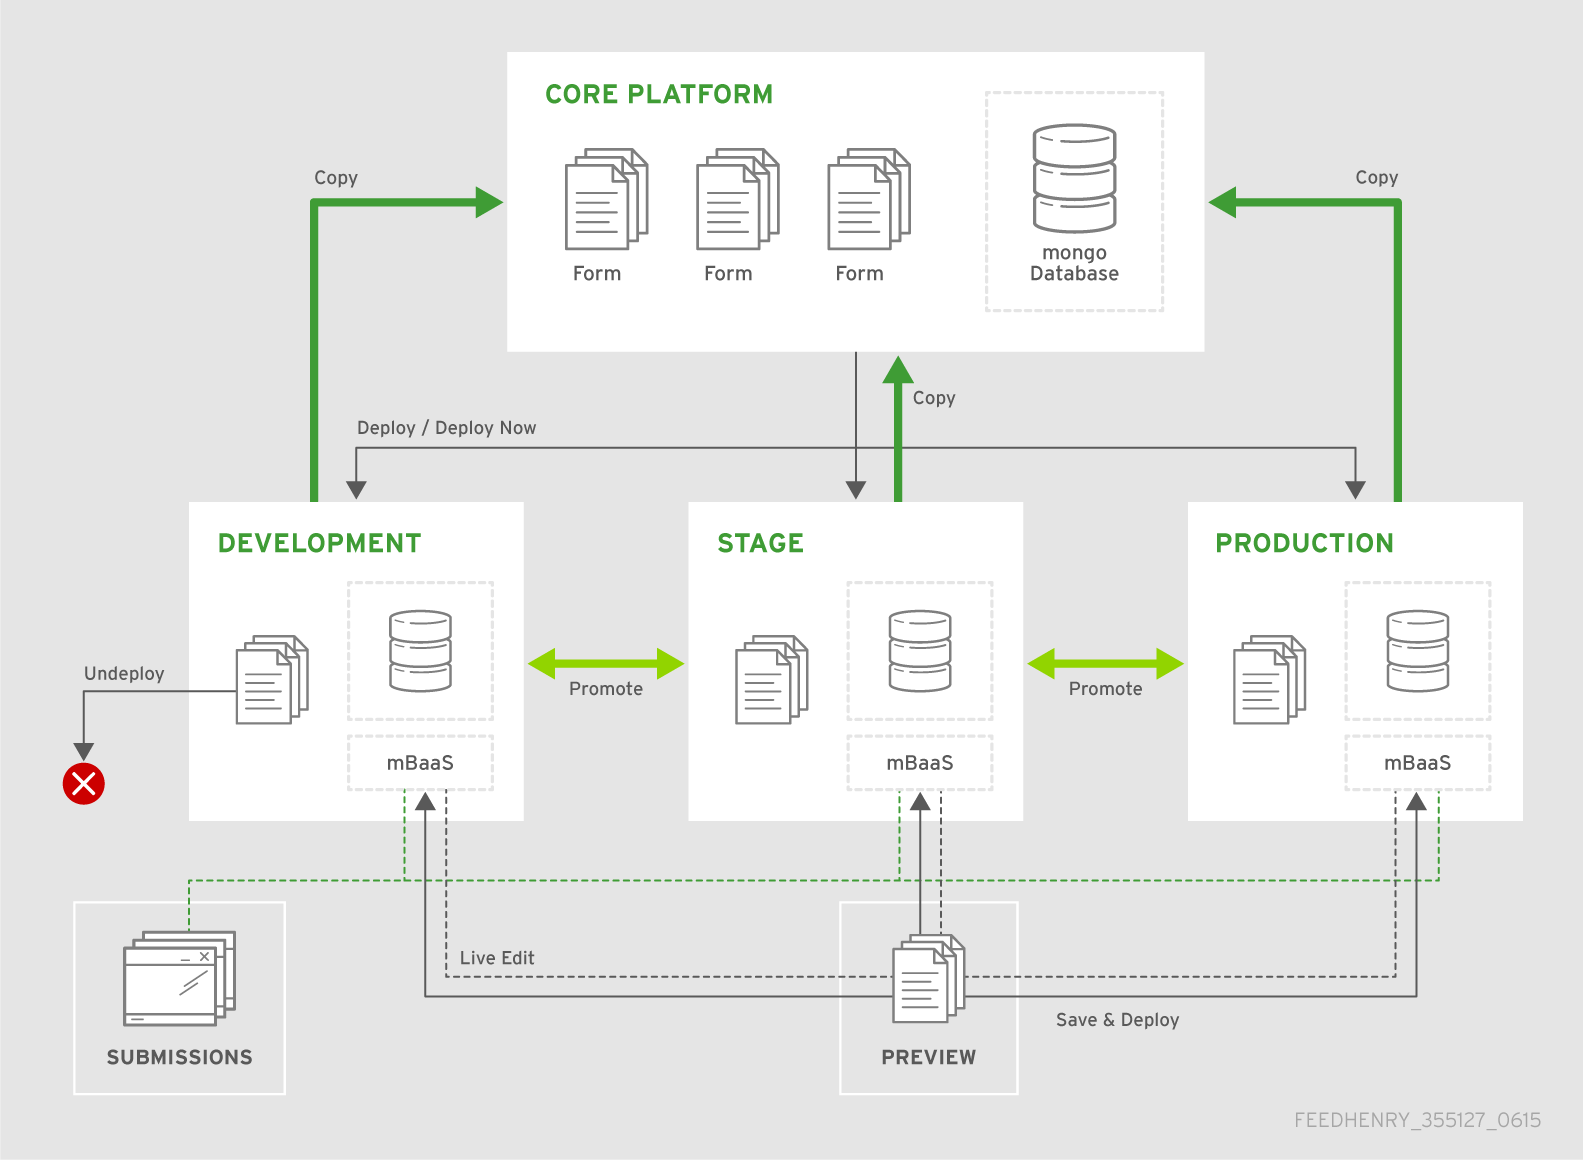 CORE PLATFORM
Copy
Copy
Form
Form
Form
mongo
Database
Copy
Deploy / Deploy Now
DEVELOPMENT
STAGE
PRODUCTION
Undeploy
Promote
Promote
mBaaS
mBaaS
mBaaS
Live Edit
Save & Deploy
SUBMISSIONS
PREVIEW
FEEDHENRY_355127_0615